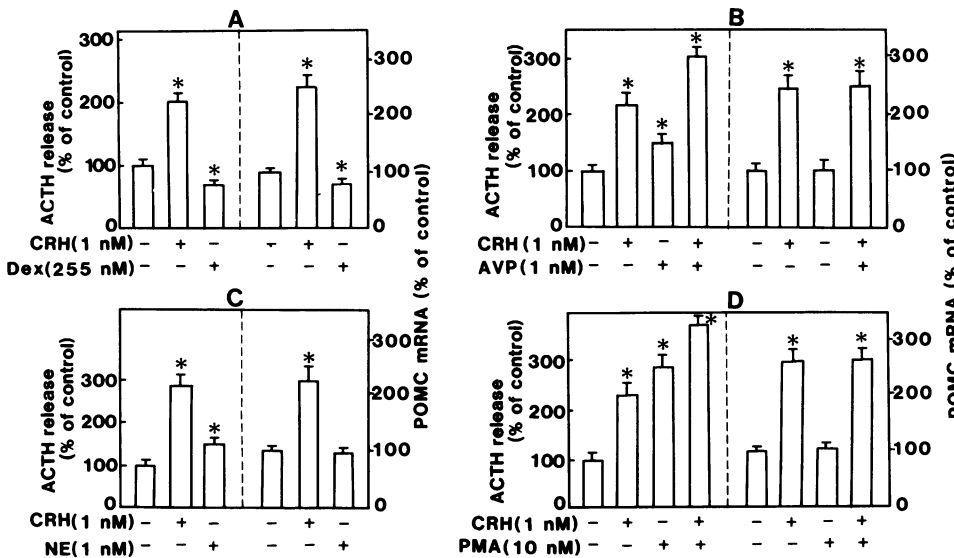 A
ACTH release
(% of control)
300
200
100
0
300
200
100
0
* * * *
CRH(1 nM) - + - - + -
Dex(255 nM) - - + - - +
B
ACTH release
(% of control)
300
200
100
0
300
200
100
0
* * * * *
CRH(1 nM) - + - + - + - +
AVP(1 nM) - - + + - - + +
POMC mRNA (% of control)
C
ACTH release
(% of control)
300
200
100
0
300
200
100
0
* * *
CRH(1 nM) - + - - + -
NE(1 nM) - - + - - +
D
ACTH release
(% of control)
300
200
100
0
300
200
100
0
* * * * *
CRH(1 nM) - + - + - + - +
PMA(10 nM) - - + + - - + +
POMC mRNA (% of control)